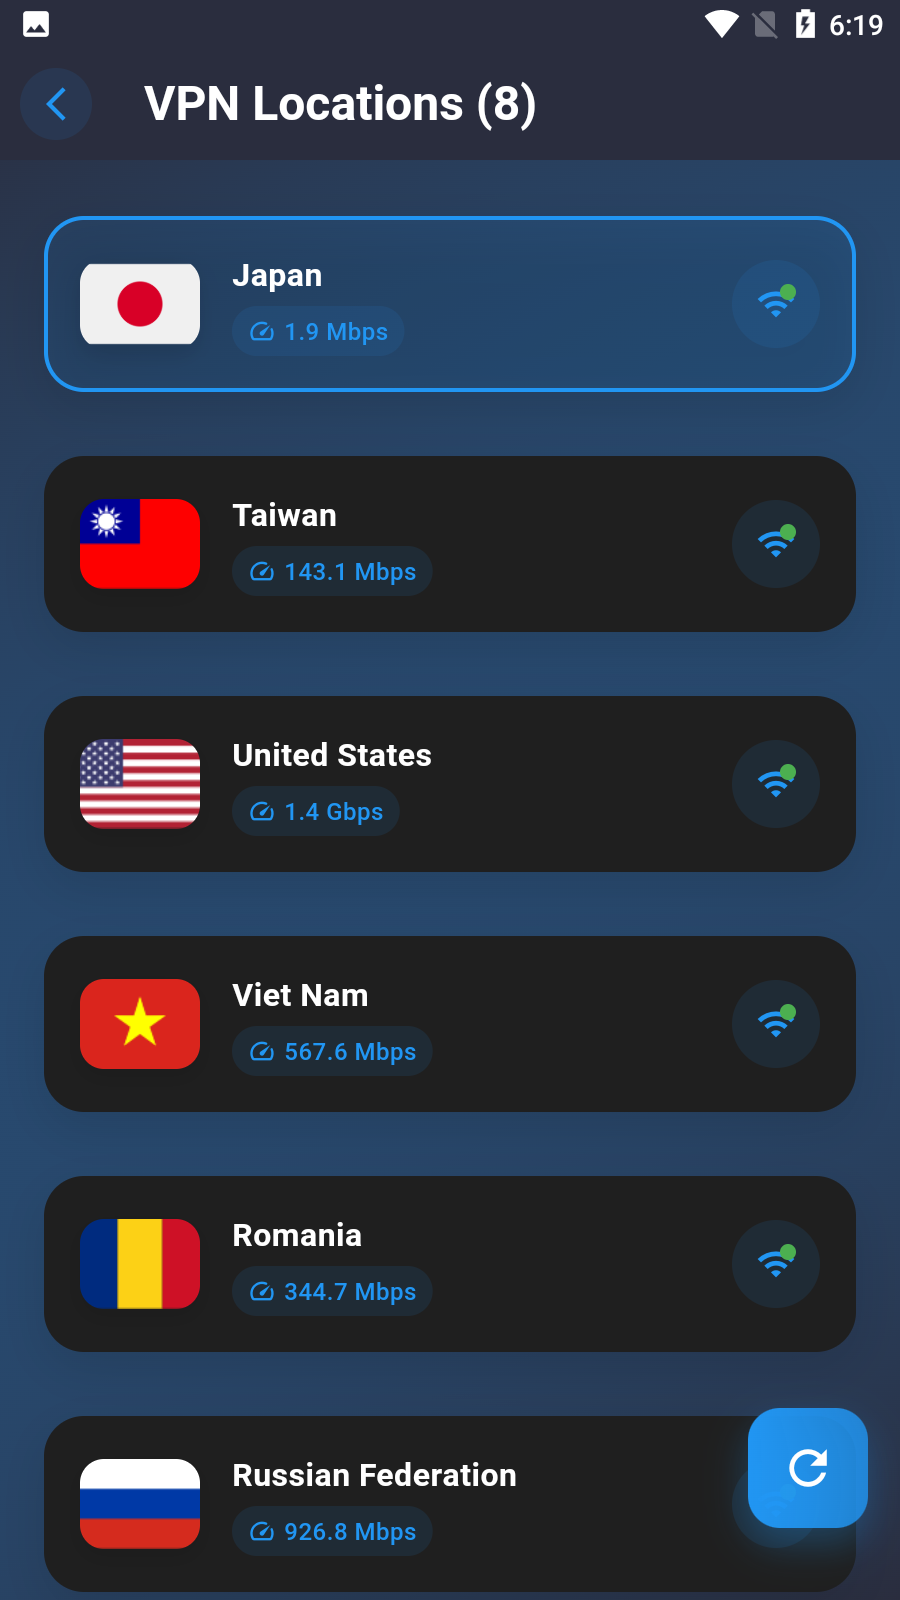 6:19
VPN Locations (8)
Japan
1.9 Mbps
Taiwan
143.1 Mbps
United States
1.4 Gbps
Viet Nam
567.6 Mbps
Romania
344.7 Mbps
Russian Federation
926.8 Mbps